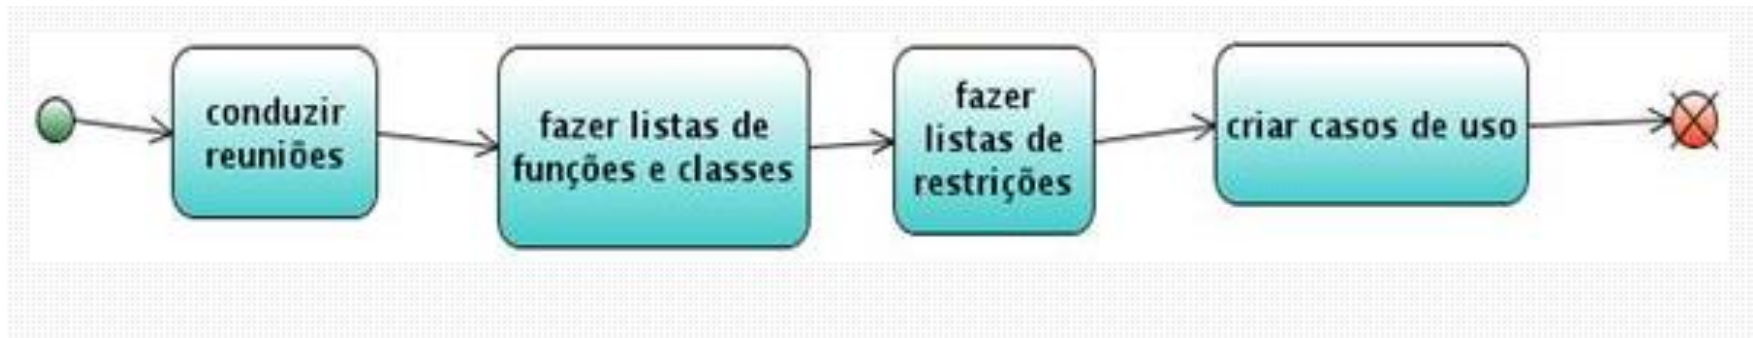 conduzir
reuniões
fazer listas de
funções e classes
fazer
listas de
restrições
criar casos de uso